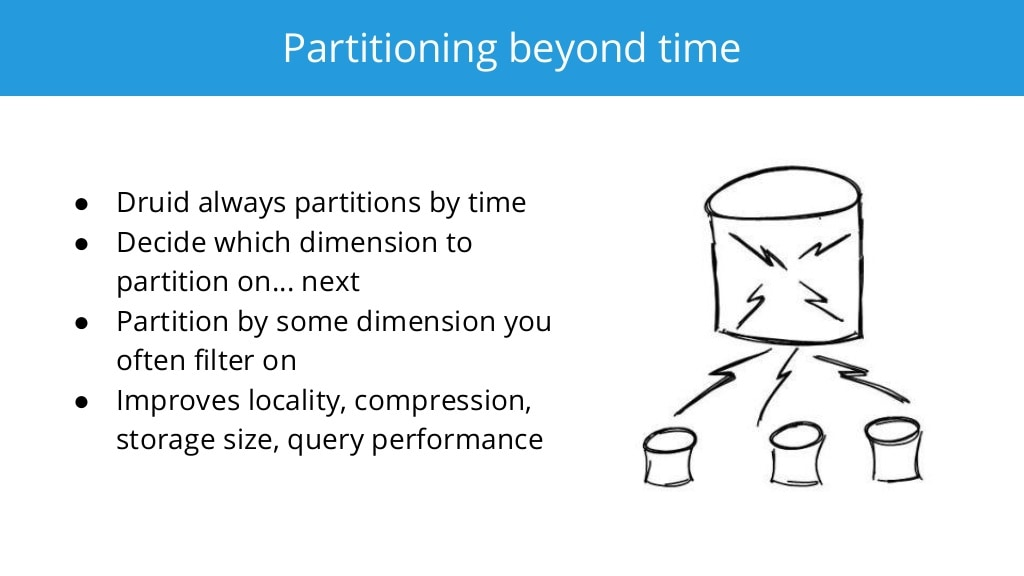 Partitioning beyond time
● Druid always partitions by time
● Decide which dimension to
partition on... next
● Partition by some dimension you
often filter on
● Improves locality, compression,
storage size, query performance